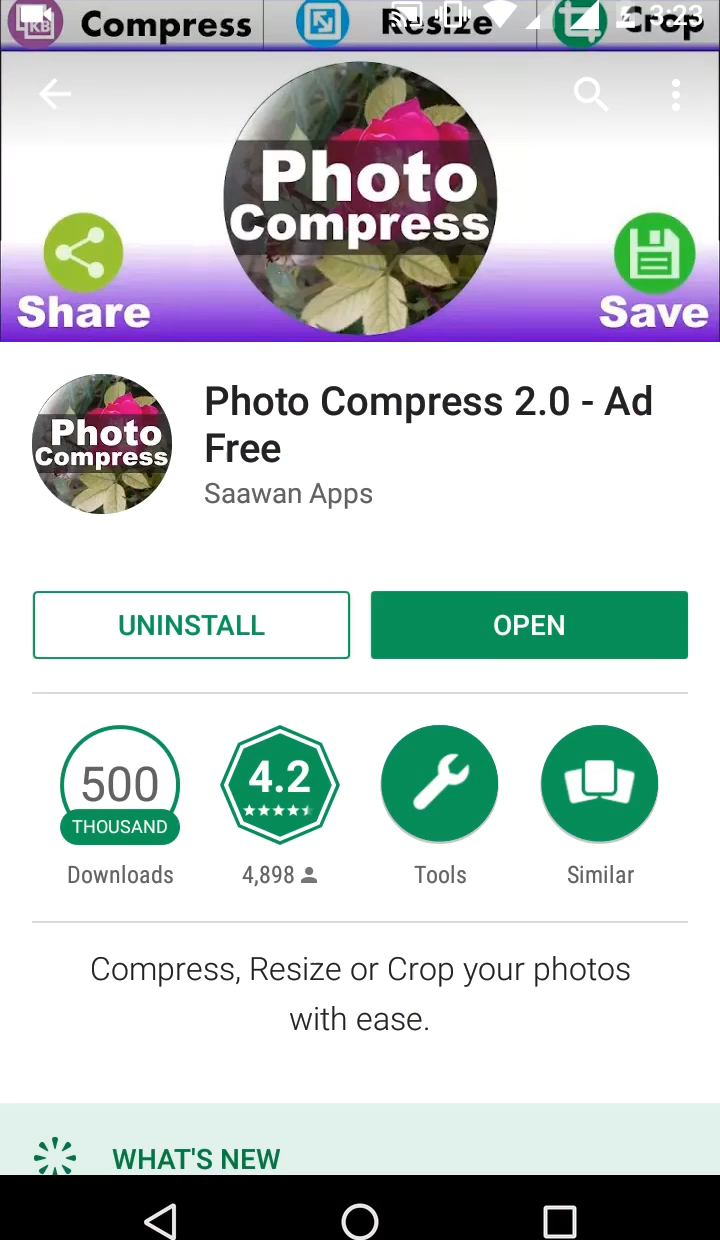 Compress Resize Crop
3:23
Photo
Compress
Share
Save
Photo
Compress
Photo Compress 2.0 - Ad
Free
Saawan Apps
UNINSTALL
OPEN
500
THOUSAND
4.2
Downloads
4,898
Tools
Similar
Compress, Resize or Crop your photos
with ease.
WHAT'S NEW